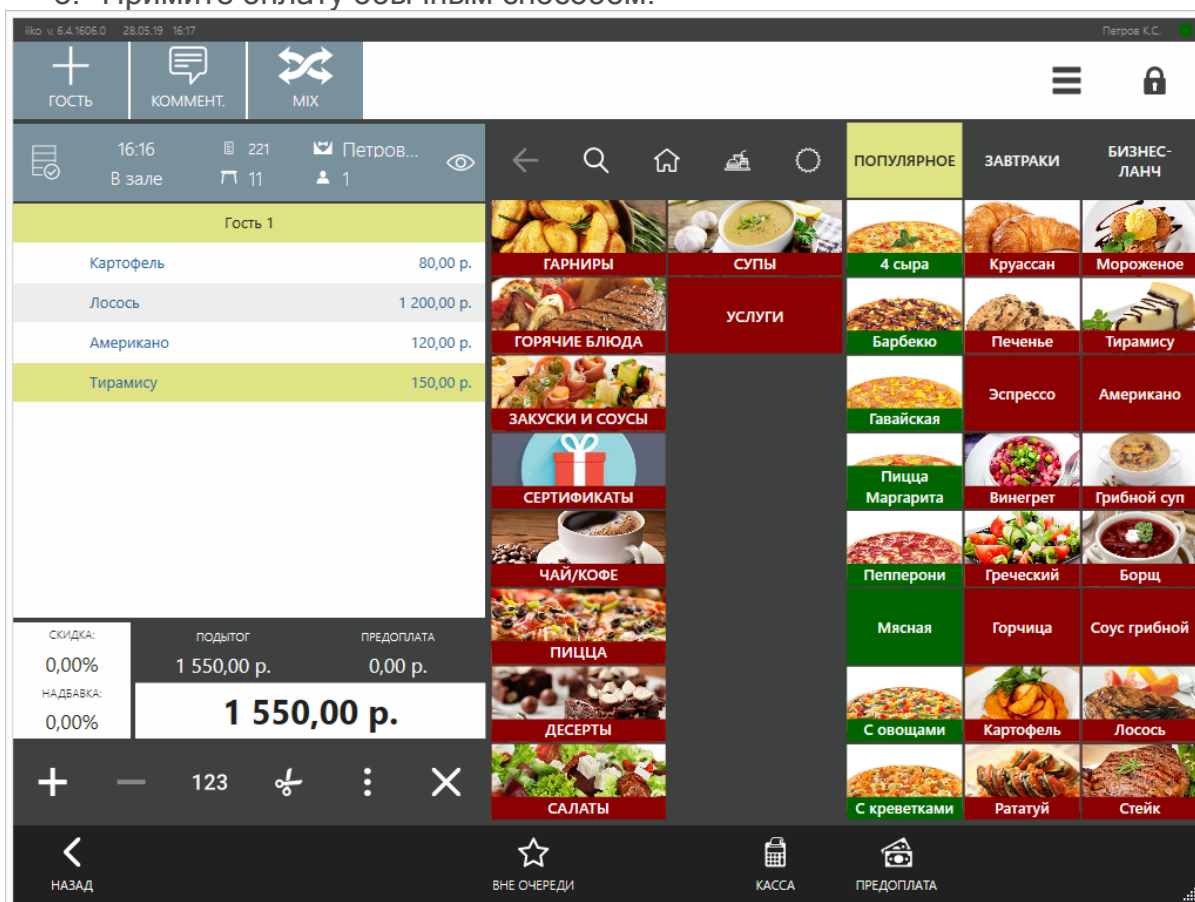 Примите оплату обычным способом.
iiko v. 6.4.1606.0 28.05.19 16:17 Петров К.С.
ГОСТЬ КОММЕНТ. MIX
16:16 221 Петров...
В зале 11 1
ПОПУЛЯРНОЕ ЗАВТРАКИ БИЗНЕС-
ЛАНЧ
Гость 1
Картофель 80,00 р.
Лосось 1 200,00 р.
Американо 120,00 р.
Тирамису 150,00 р.
ГАРНИРЫ СУПЫ
ГОРЯЧИЕ БЛЮДА УСЛУГИ
ЗАКУСКИ И СОУСЫ
СЕРТИФИКАТЫ
ЧАЙ/КОФЕ
ПИЦЦА
ДЕСЕРТЫ
САЛАТЫ
4 сыра Круассан Мороженое
Барбекю Печенье Тирамису
Гавайская Эспрессо Американо
Пицца
Маргарита Винегрет Грибной суп
Пепперони Греческий Борщ
Мясная Горчица Соус грибной
С овощами Картофель Лосось
С креветками Рататуй Стейк
СКИДКА: ПОДЫТОГ ПРЕДОПЛАТА
0,00% 1 550,00 р. 0,00 р.
НАДБАВКА:
0,00% 1 550,00 р.
123
НАЗАД ВНЕ ОЧЕРЕДИ КАССА ПРЕДОПЛАТА